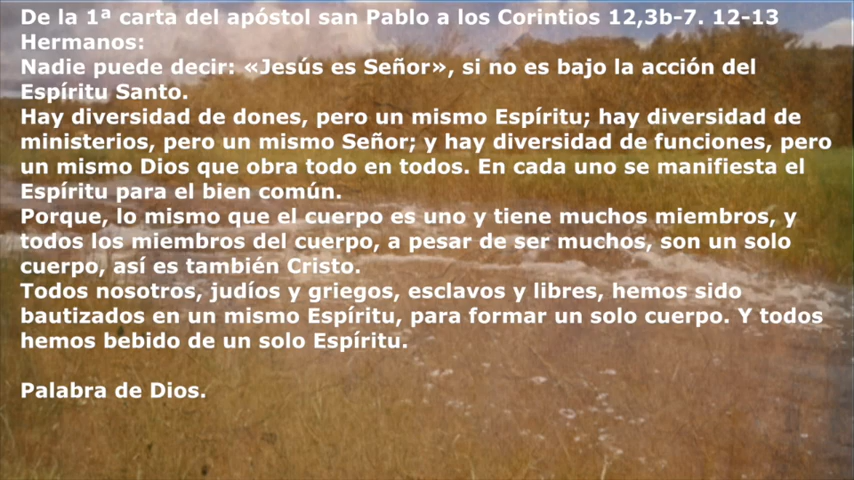 De la 1ª carta del apóstol san Pablo a los Corintios 12,3b-7. 12-13
Hermanos:
Nadie puede decir: «Jesús es Señor», si no es bajo la acción del
Espíritu Santo.
Hay diversidad de dones, pero un mismo Espíritu; hay diversidad de
ministerios, pero un mismo Señor; y hay diversidad de funciones, pero
un mismo Dios que obra todo en todos. En cada uno se manifiesta el
Espíritu para el bien común.
Porque, lo mismo que el cuerpo es uno y tiene muchos miembros, y
todos los miembros del cuerpo, a pesar de ser muchos, son un solo
cuerpo, así es también Cristo.
Todos nosotros, judíos y griegos, esclavos y libres, hemos sido
bautizados en un mismo Espíritu, para formar un solo cuerpo. Y todos
hemos bebido de un solo Espíritu.
Palabra de Dios.